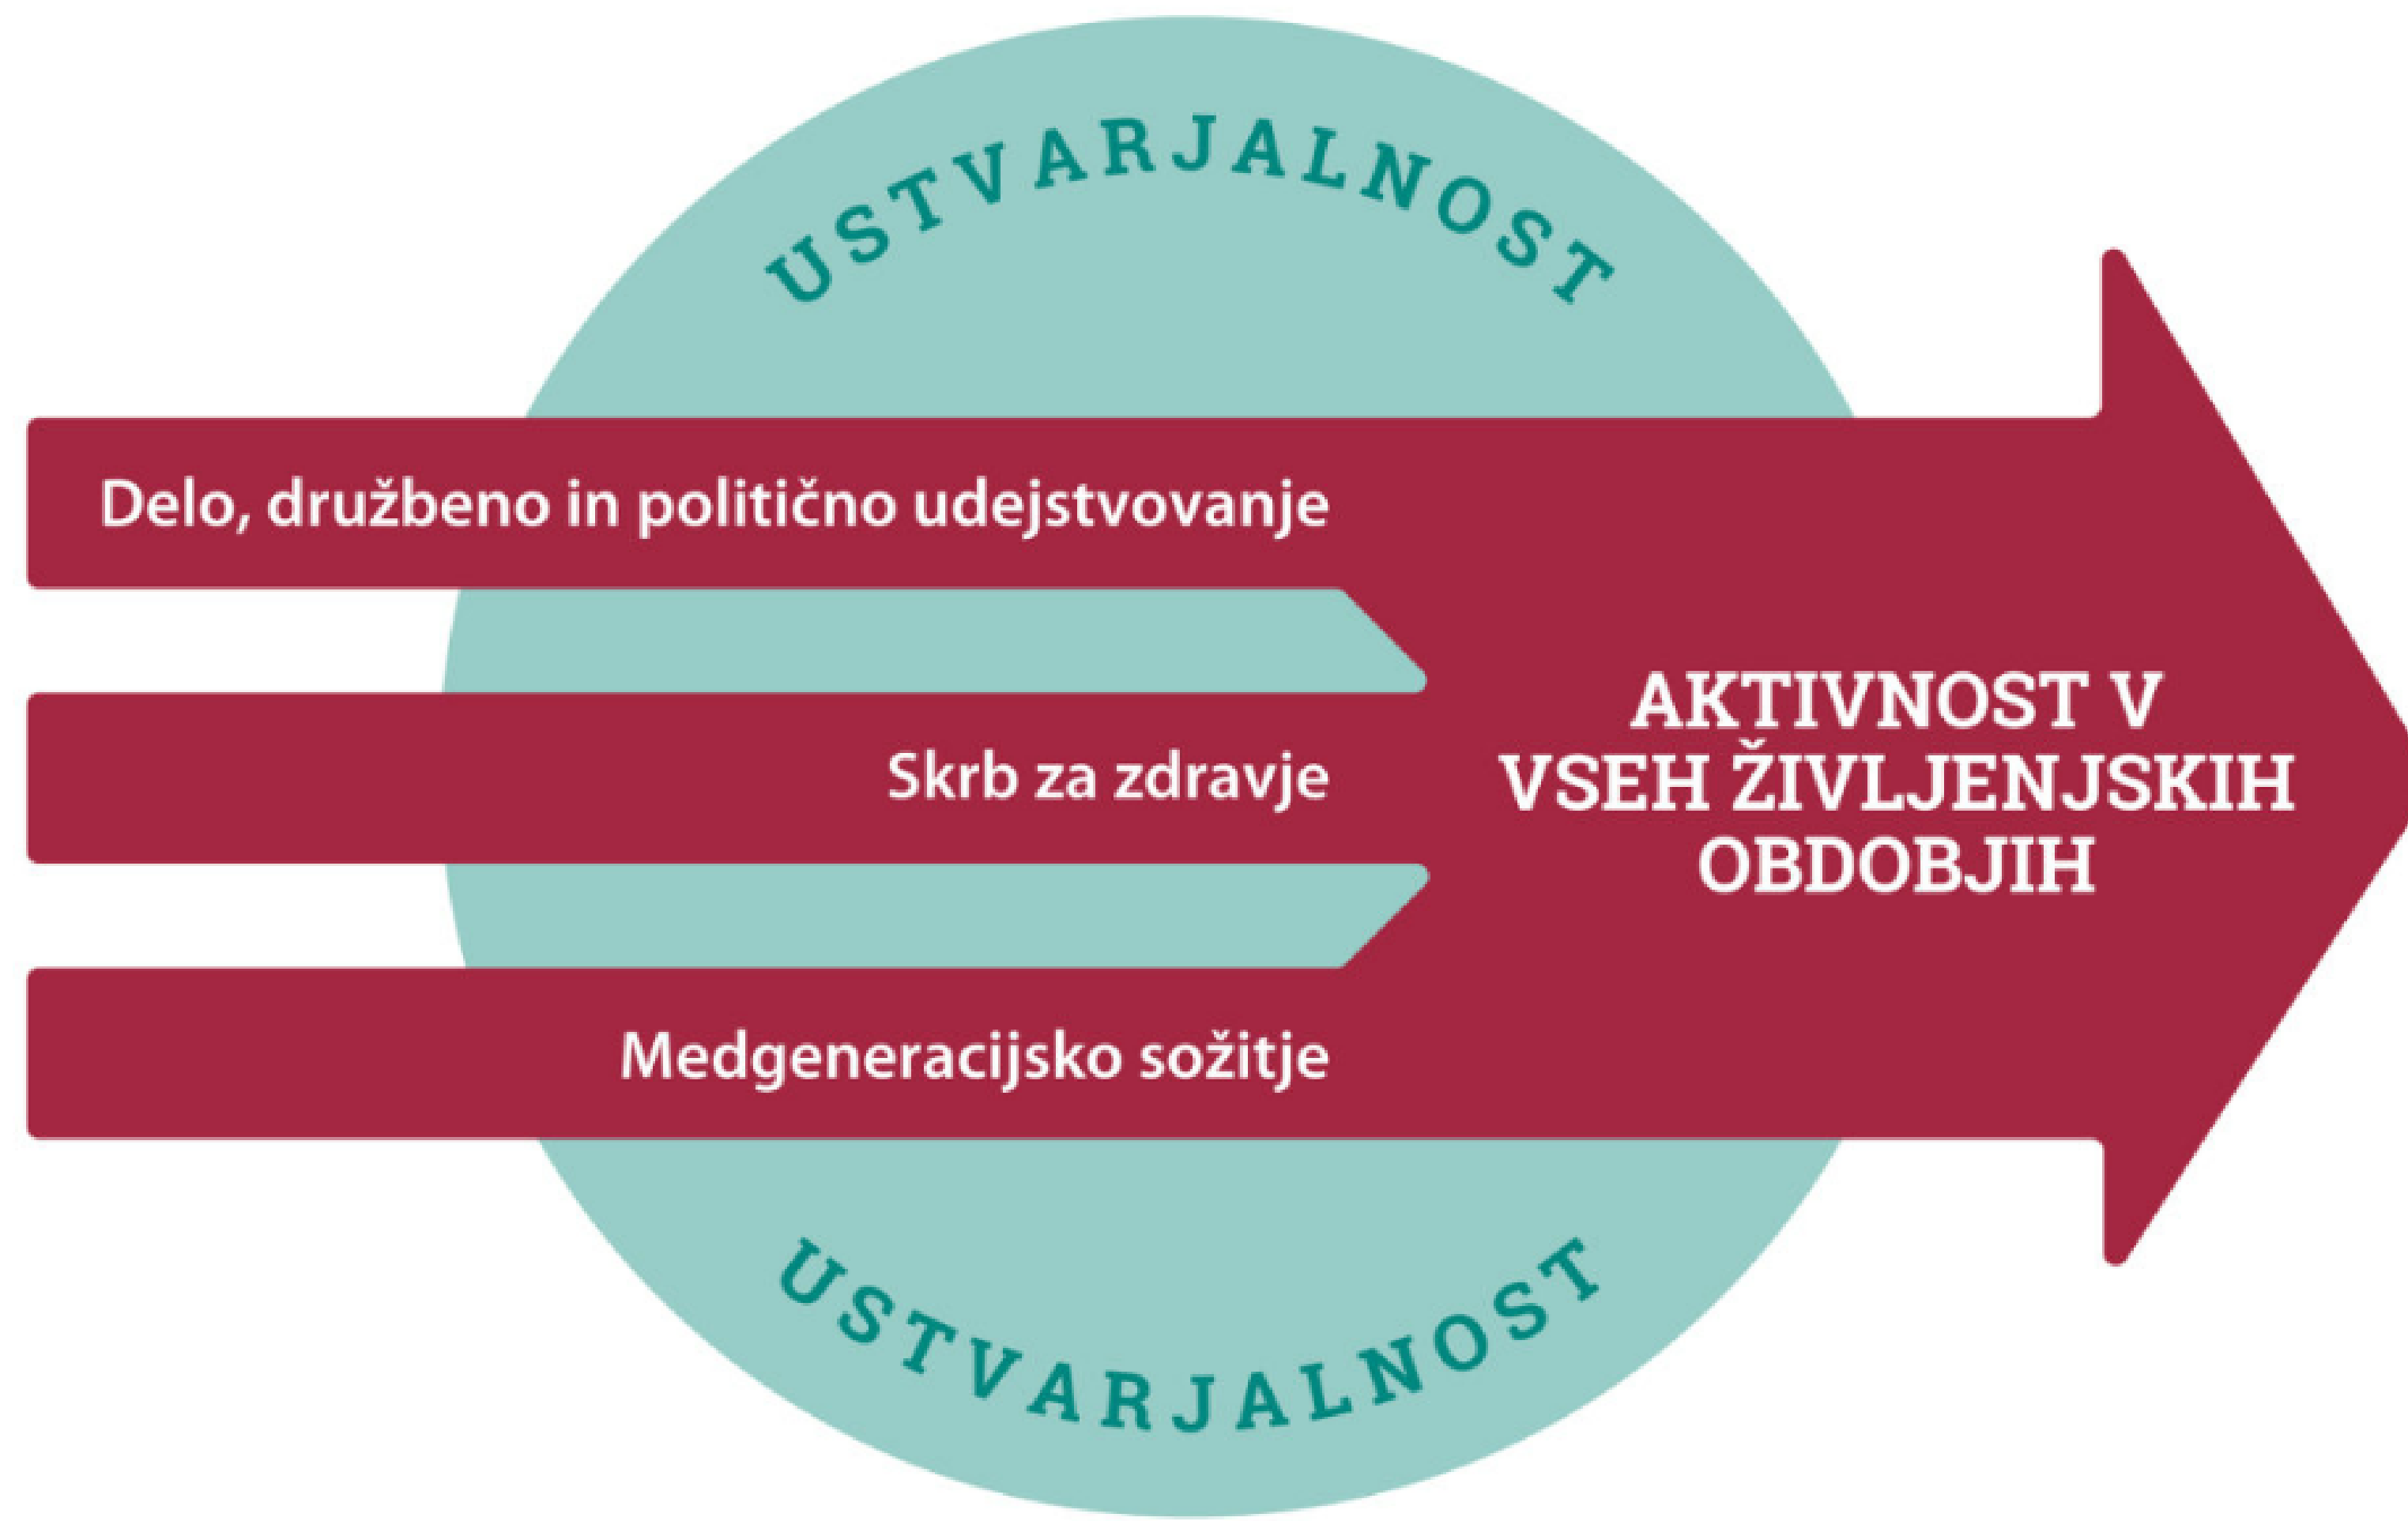 USTVARJALNOST
Delo, družbeno in politično udejstvovanje
Skrb za zdravje
Medgeneracijsko sožitje
AKTIVNOST V
VSEH ŽIVLJENJSKIH
OBDOBJIH
USTVARJALNOST